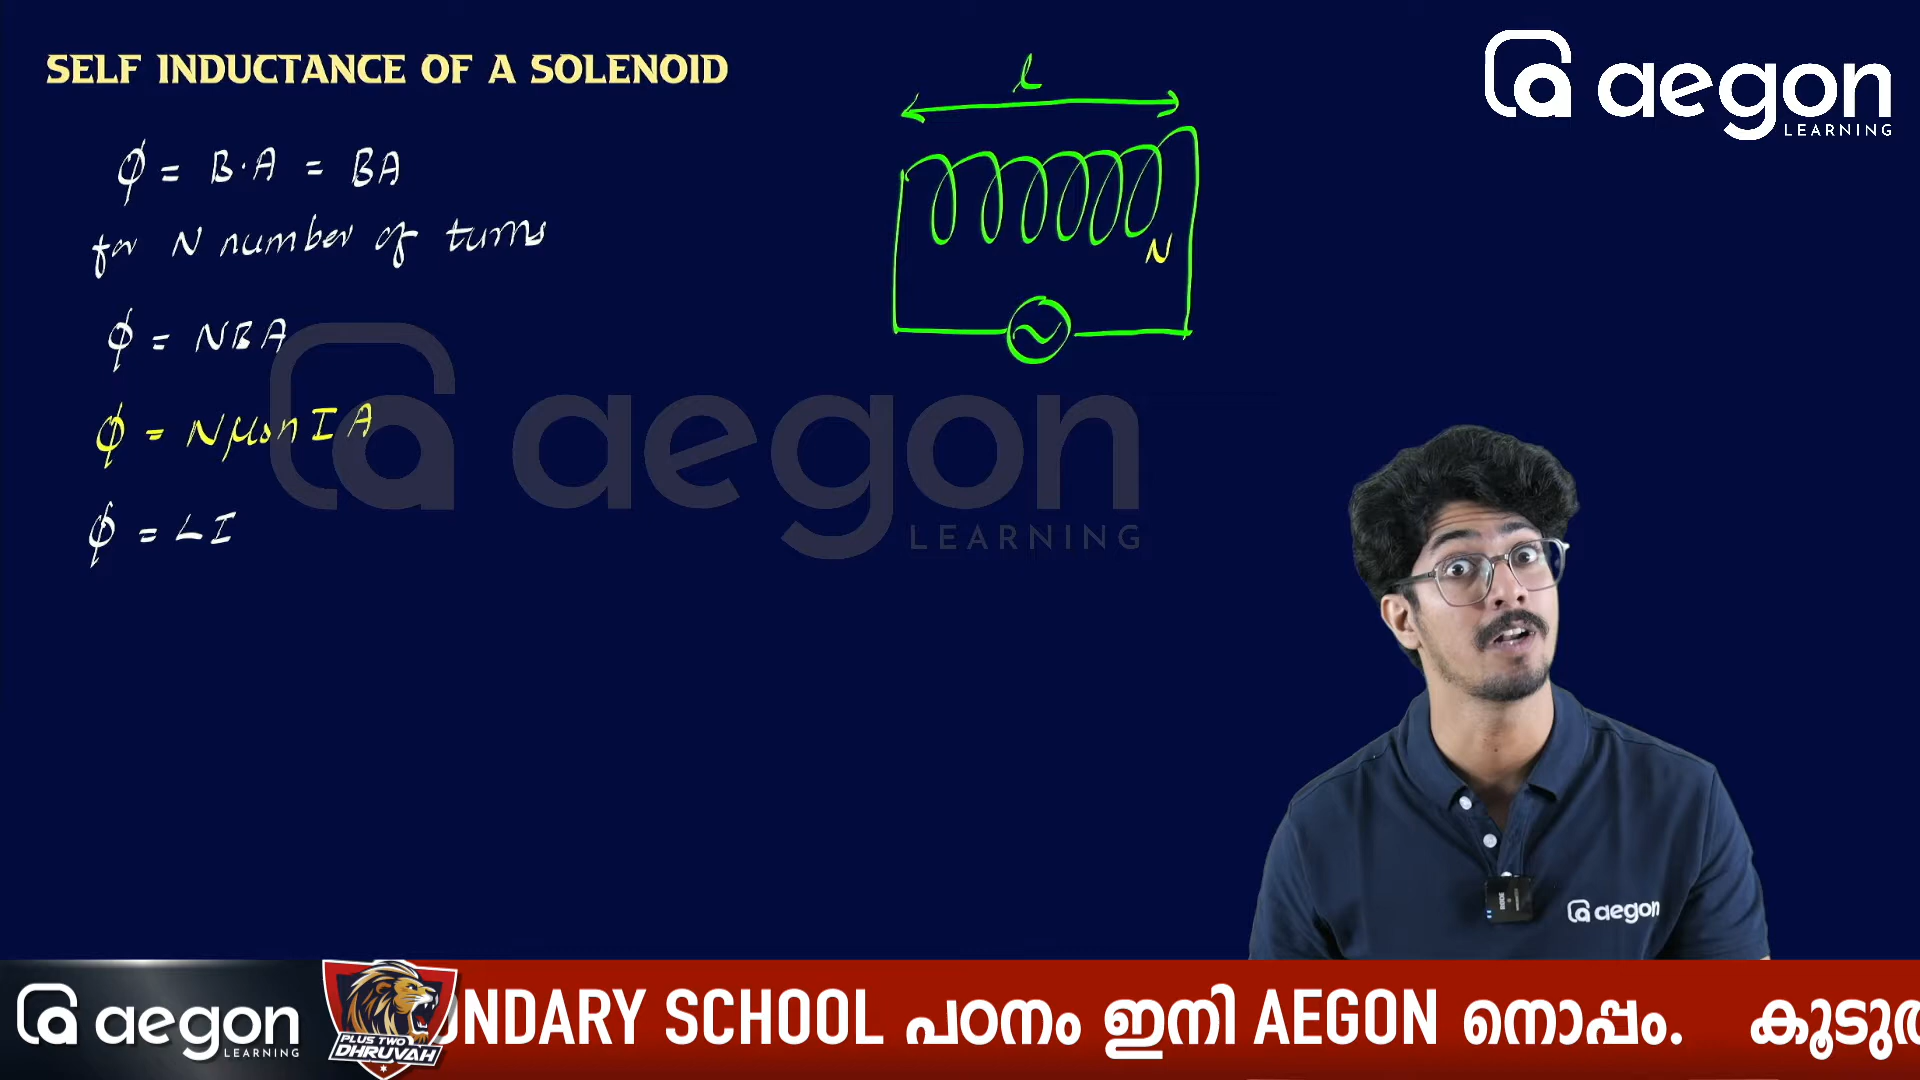 SELF INDUCTANCE OF A SOLENOID
l
aegon
LEARNING
ϕ = B·A = BA
for N number of turns
N
ϕ = NBA
ϕ = Nμ₀nIA
aegon
LEARNING
ϕ = LI
aegon
aegon
LEARNING
PLUS TWO
DHRUVAH
ONDARY SCHOOL പഠനം ഇനി AEGON നൊപ്പം. കൂടുത